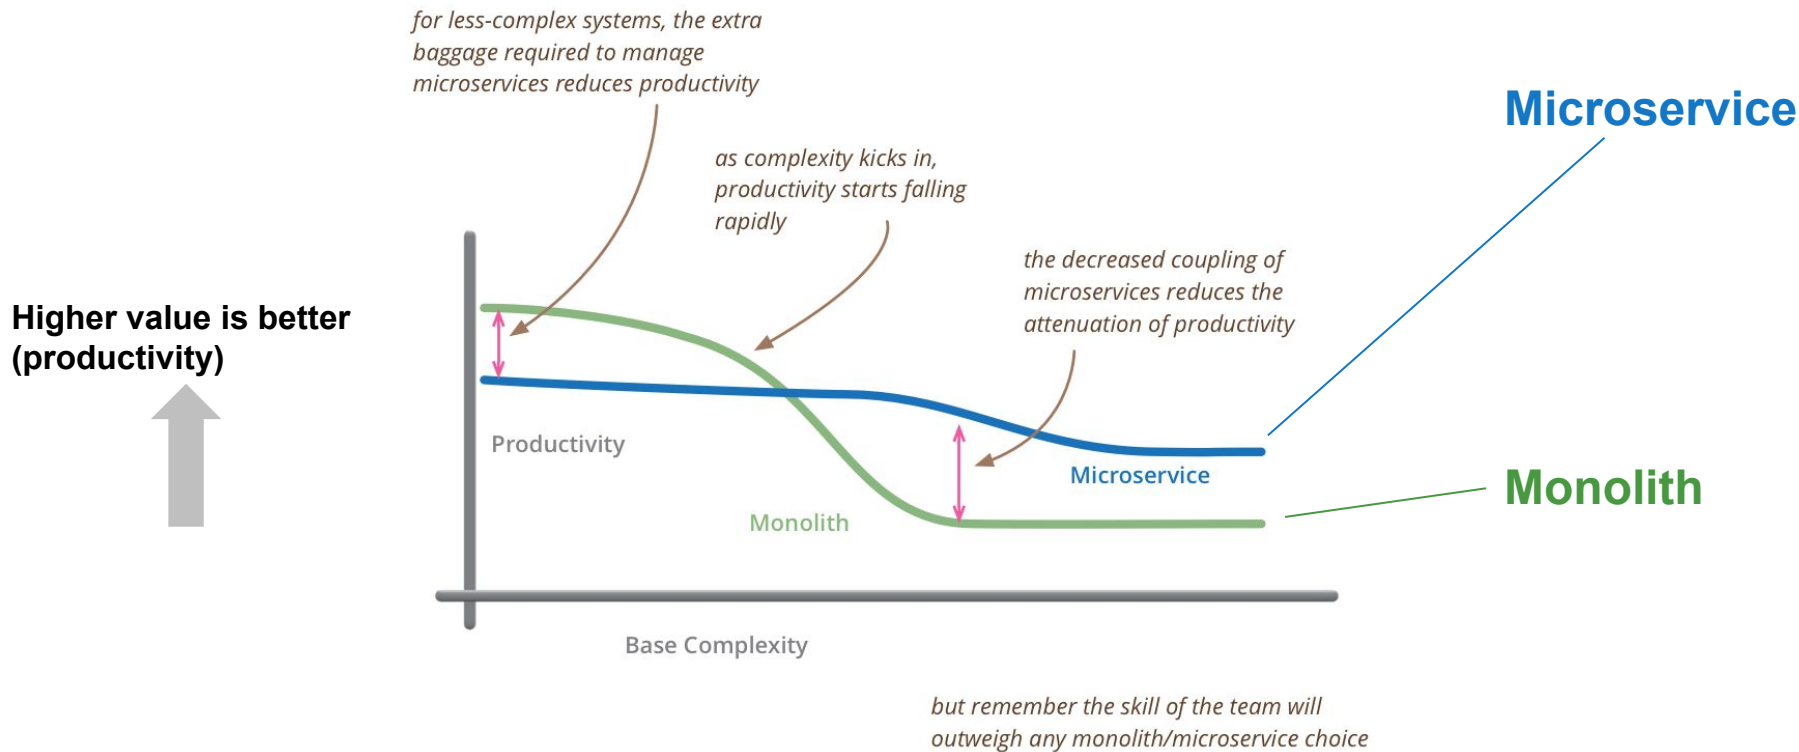 for less-complex systems, the extra
baggage required to manage
microservices reduces productivity
Microservice
as complexity kicks in,
productivity starts falling
rapidly
the decreased coupling of
microservices reduces the
attenuation of productivity
Higher value is better
(productivity)
Productivity
Microservice
Monolith
Monolith
Base Complexity
but remember the skill of the team will
outweigh any monolith/microservice choice